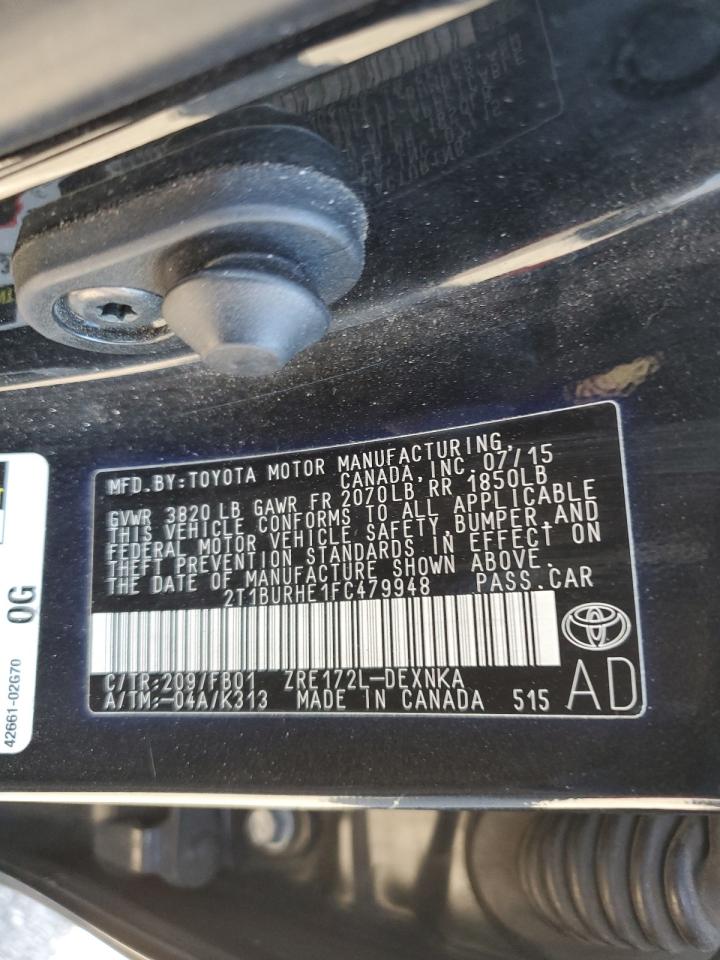 MFD.BY:TOYOTA MOTOR MANUFACTURING,
CANADA, INC. 07/15
GVWR 3820 LB GAWR FR 2070LB RR 1850LB
THIS VEHICLE CONFORMS TO ALL APPLICABLE
FEDERAL MOTOR VEHICLE SAFETY, BUMPER, AND
THEFT PREVENTION STANDARDS IN EFFECT ON
THE DATE OF MANUFACTURE SHOWN ABOVE.
2T1BURHE1FC479948 PASS.CAR
C/TR:209/FB01 ZRE172L-DEXNKA
A/TM:-04A/K313 MADE IN CANADA 515
AD
0G
42661-02G70